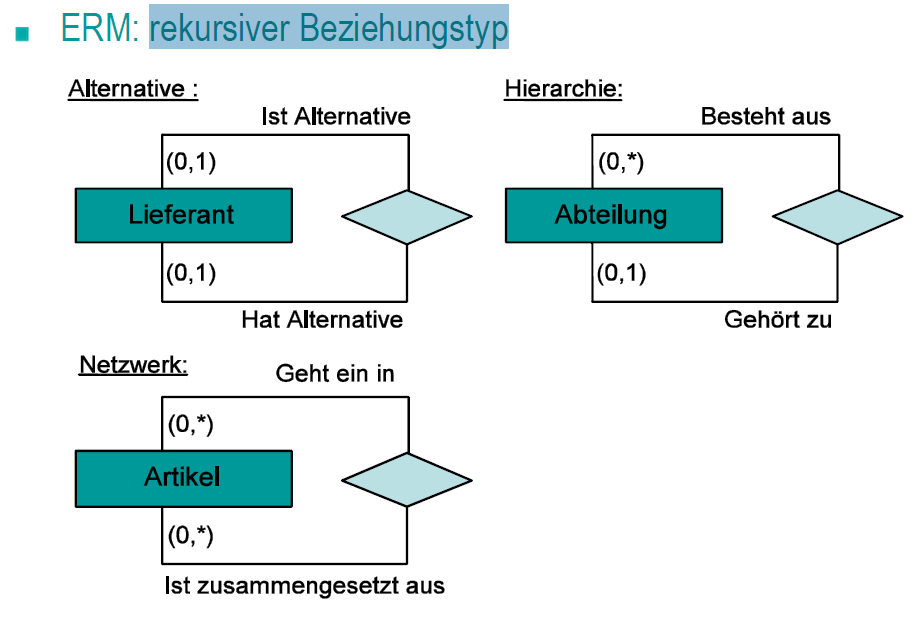 ERM: rekursiver Beziehungstyp
Alternative :
Ist Alternative
(0,1)
Lieferant
(0,1)
Hat Alternative
Hierarchie:
Besteht aus
(0,*)
Abteilung
(0,1)
Gehört zu
Netzwerk:
Geht ein in
(0,*)
Artikel
(0,*)
Ist zusammengesetzt aus